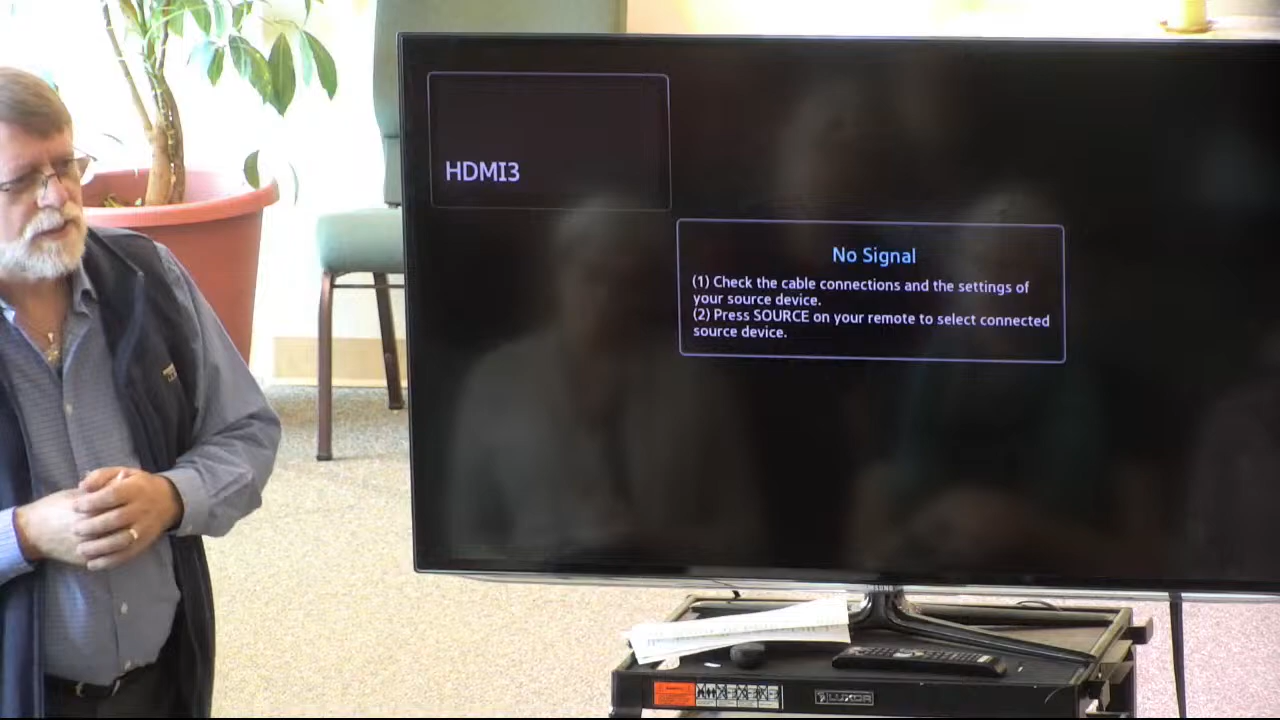 HDMI3
No Signal
(1) Check the cable connections and the settings of
your source device.
(2) Press SOURCE on your remote to select connected
source device.
LUXOR